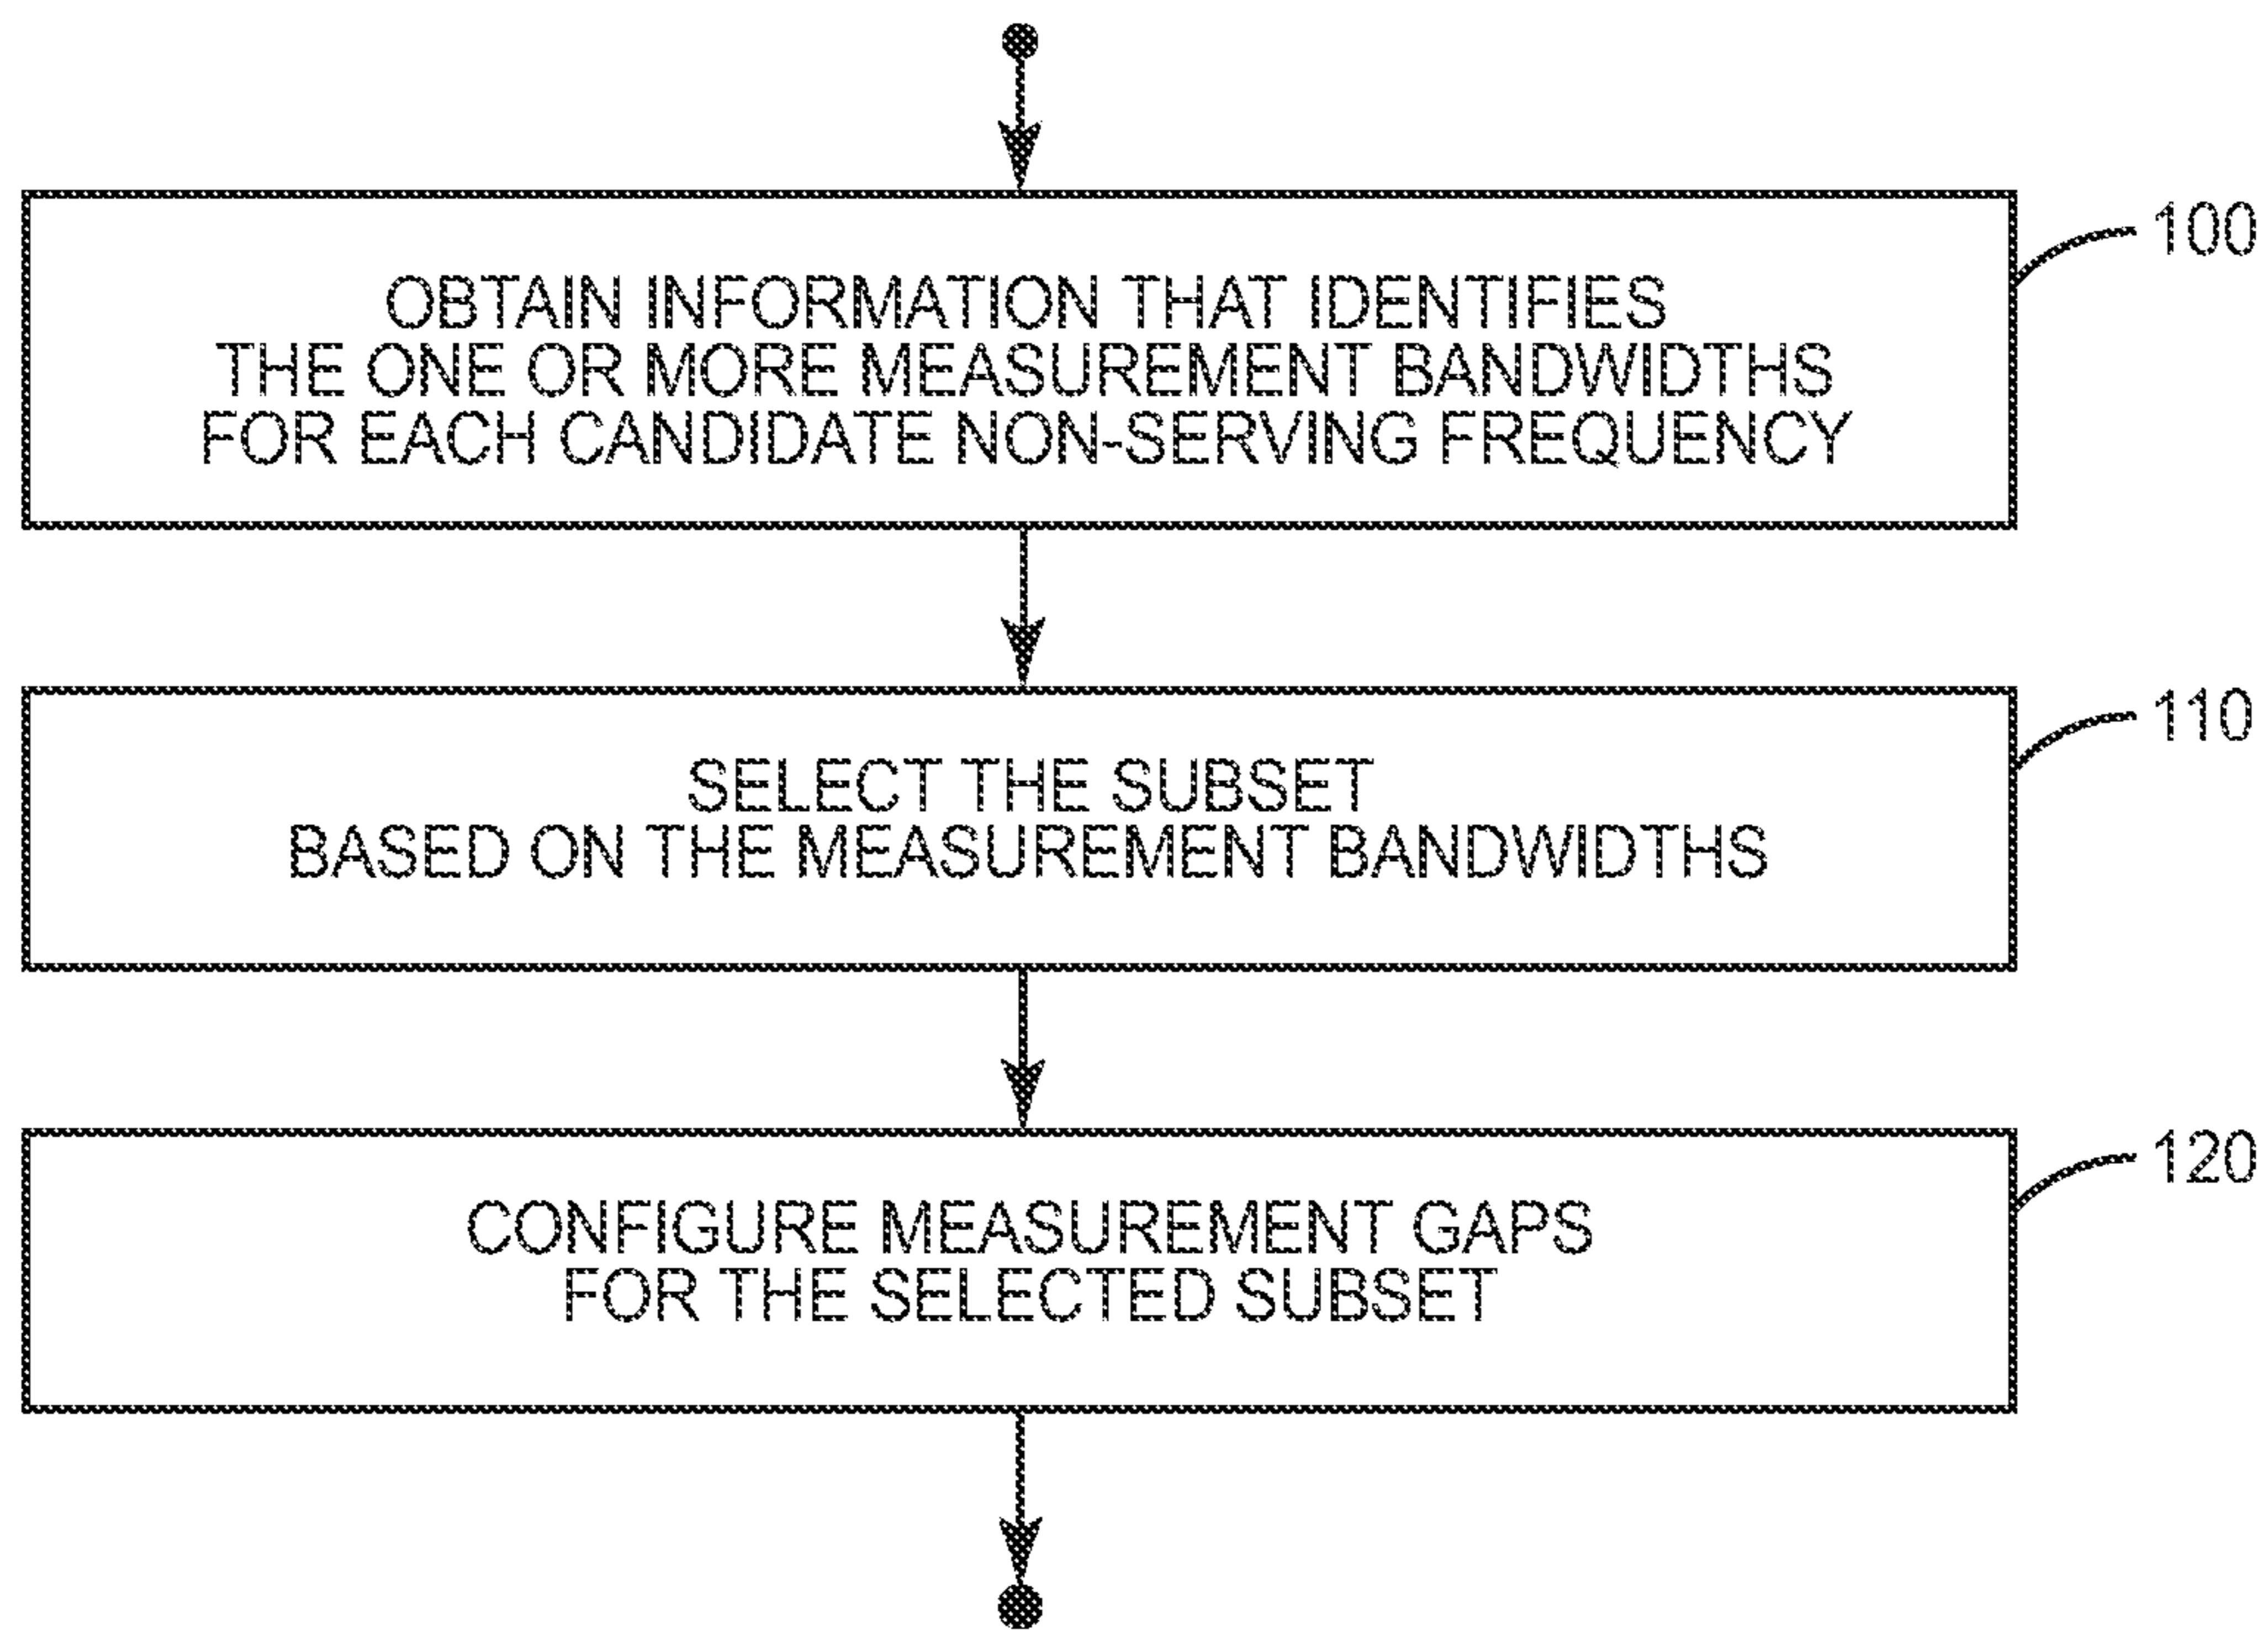 100
OBTAIN INFORMATION THAT IDENTIFIES
THE ONE OR MORE MEASUREMENT BANDWIDTHS
FOR EACH CANDIDATE NON-SERVING FREQUENCY
110
SELECT THE SUBSET
BASED ON THE MEASUREMENT BANDWIDTHS
120
CONFIGURE MEASUREMENT GAPS
FOR THE SELECTED SUBSET